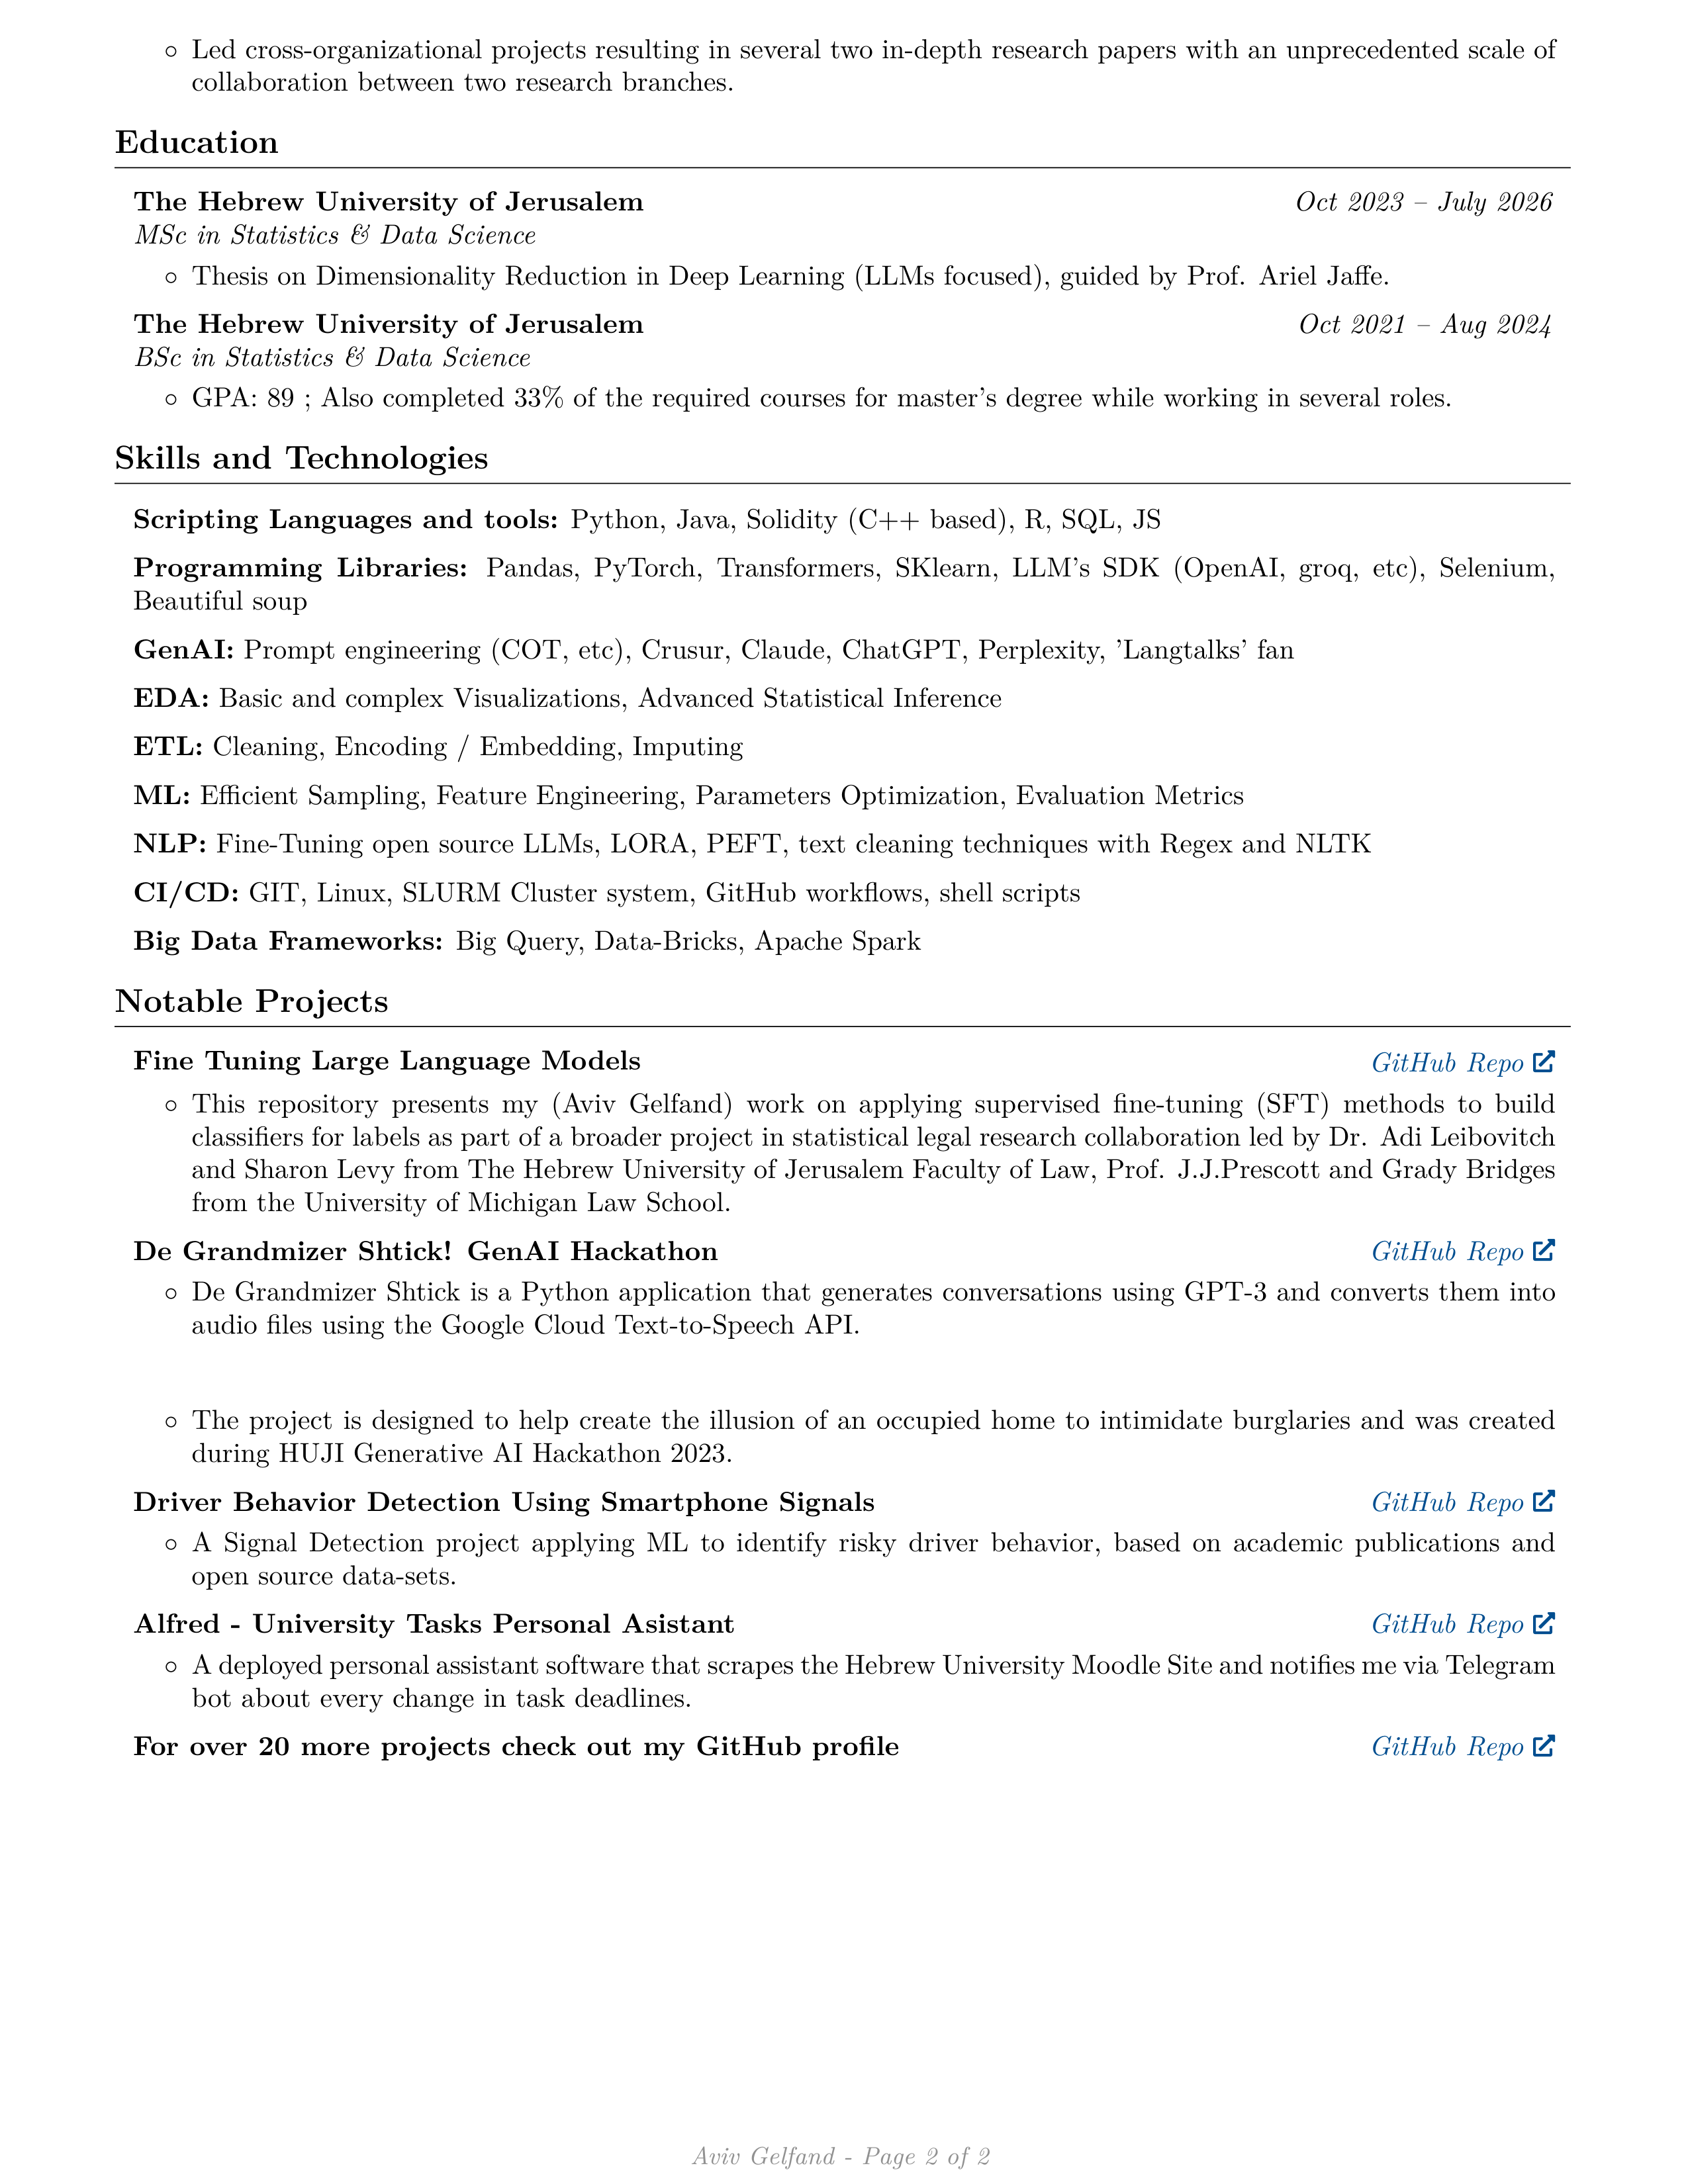 ◦ Led cross-organizational projects resulting in several two in-depth research papers with an unprecedented scale of
collaboration between two research branches.
Education
The Hebrew University of Jerusalem Oct 2023 – July 2026
MSc in Statistics & Data Science
◦ Thesis on Dimensionality Reduction in Deep Learning (LLMs focused), guided by Prof. Ariel Jaffe.
The Hebrew University of Jerusalem Oct 2021 – Aug 2024
BSc in Statistics & Data Science
◦ GPA: 89 ; Also completed 33% of the required courses for master's degree while working in several roles.
Skills and Technologies
Scripting Languages and tools: Python, Java, Solidity (C++ based), R, SQL, JS
Programming Libraries: Pandas, PyTorch, Transformers, SKlearn, LLM's SDK (OpenAI, groq, etc), Selenium,
Beautiful soup
GenAI: Prompt engineering (COT, etc), Crusur, Claude, ChatGPT, Perplexity, 'Langtalks' fan
EDA: Basic and complex Visualizations, Advanced Statistical Inference
ETL: Cleaning, Encoding / Embedding, Imputing
ML: Efficient Sampling, Feature Engineering, Parameters Optimization, Evaluation Metrics
NLP: Fine-Tuning open source LLMs, LORA, PEFT, text cleaning techniques with Regex and NLTK
CI/CD: GIT, Linux, SLURM Cluster system, GitHub workflows, shell scripts
Big Data Frameworks: Big Query, Data-Bricks, Apache Spark
Notable Projects
Fine Tuning Large Language Models GitHub Repo
◦ This repository presents my (Aviv Gelfand) work on applying supervised fine-tuning (SFT) methods to build
classifiers for labels as part of a broader project in statistical legal research collaboration led by Dr. Adi Leibovitch
and Sharon Levy from The Hebrew University of Jerusalem Faculty of Law, Prof. J.J.Prescott and Grady Bridges
from the University of Michigan Law School.
De Grandmizer Shtick! GenAI Hackathon GitHub Repo
◦ De Grandmizer Shtick is a Python application that generates conversations using GPT-3 and converts them into
audio files using the Google Cloud Text-to-Speech API.
◦ The project is designed to help create the illusion of an occupied home to intimidate burglaries and was created
during HUJI Generative AI Hackathon 2023.
Driver Behavior Detection Using Smartphone Signals GitHub Repo
◦ A Signal Detection project applying ML to identify risky driver behavior, based on academic publications and
open source data-sets.
Alfred - University Tasks Personal Asistant GitHub Repo
◦ A deployed personal assistant software that scrapes the Hebrew University Moodle Site and notifies me via Telegram
bot about every change in task deadlines.
For over 20 more projects check out my GitHub profile GitHub Repo
Aviv Gelfand - Page 2 of 2